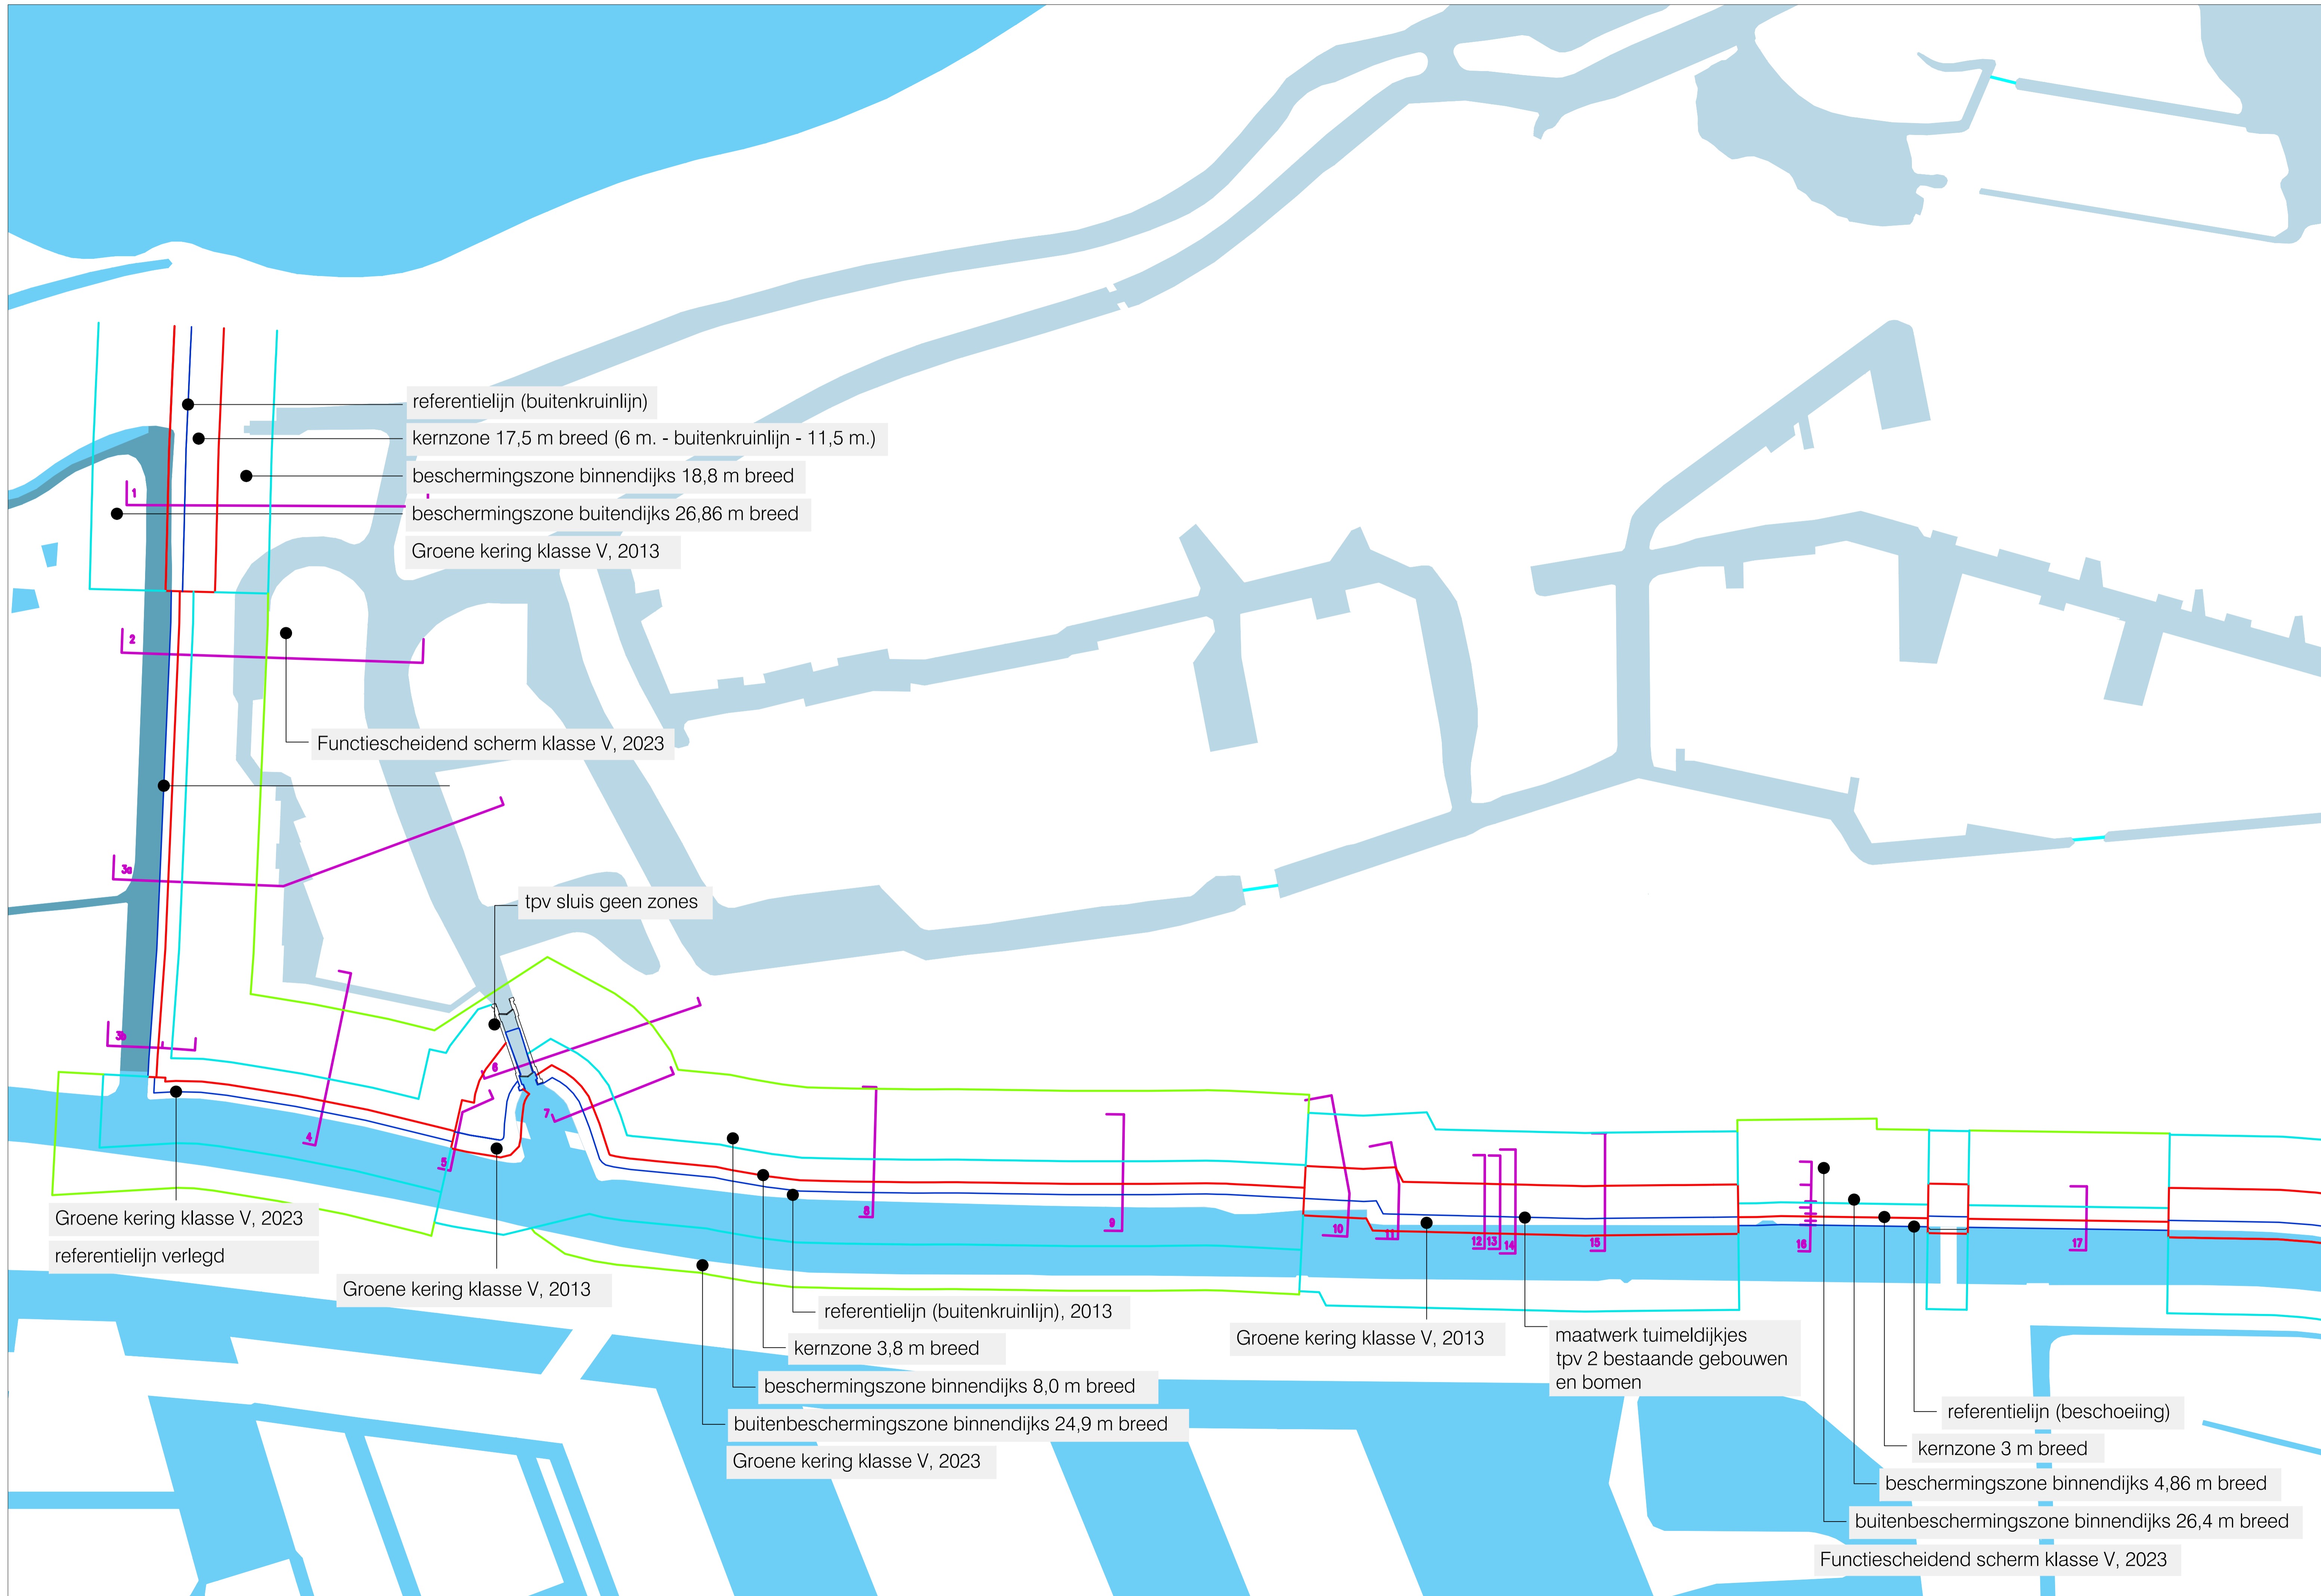 referentielijn (buitenkruinlijn)
kernzone 17,5 m breed (6 m. - buitenkruinlijn - 11,5 m.)
beschermingszone binnendijks 18,8 m breed
1
beschermingszone buitendijks 26,86 m breed
Groene kering klasse V, 2013
2
Functiescheidend scherm klasse V, 2023
3a
tpv sluis geen zones
3b
6
7
4
5
8
9
10
11
12
13
14
15
16
17
Groene kering klasse V, 2023
referentielijn verlegd
Groene kering klasse V, 2013
referentielijn (buitenkruinlijn), 2013
kernzone 3,8 m breed
beschermingszone binnendijks 8,0 m breed
buitenbeschermingszone binnendijks 24,9 m breed
Groene kering klasse V, 2023
Groene kering klasse V, 2013
maatwerk tuimeldijkjes
tpv 2 bestaande gebouwen
en bomen
referentielijn (beschoeiing)
kernzone 3 m breed
beschermingszone binnendijks 4,86 m breed
buitenbeschermingszone binnendijks 26,4 m breed
Functiescheidend scherm klasse V, 2023